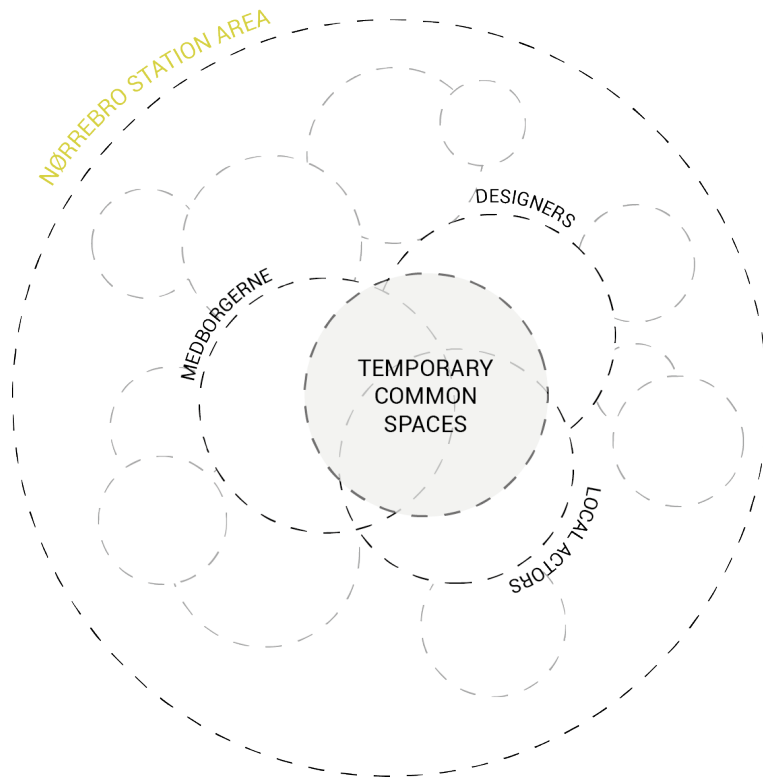 NØRREBRO STATION AREA
DESIGNERS
MEDBORGERNE
TEMPORARY
COMMON
SPACES
LOCAL ACTORS